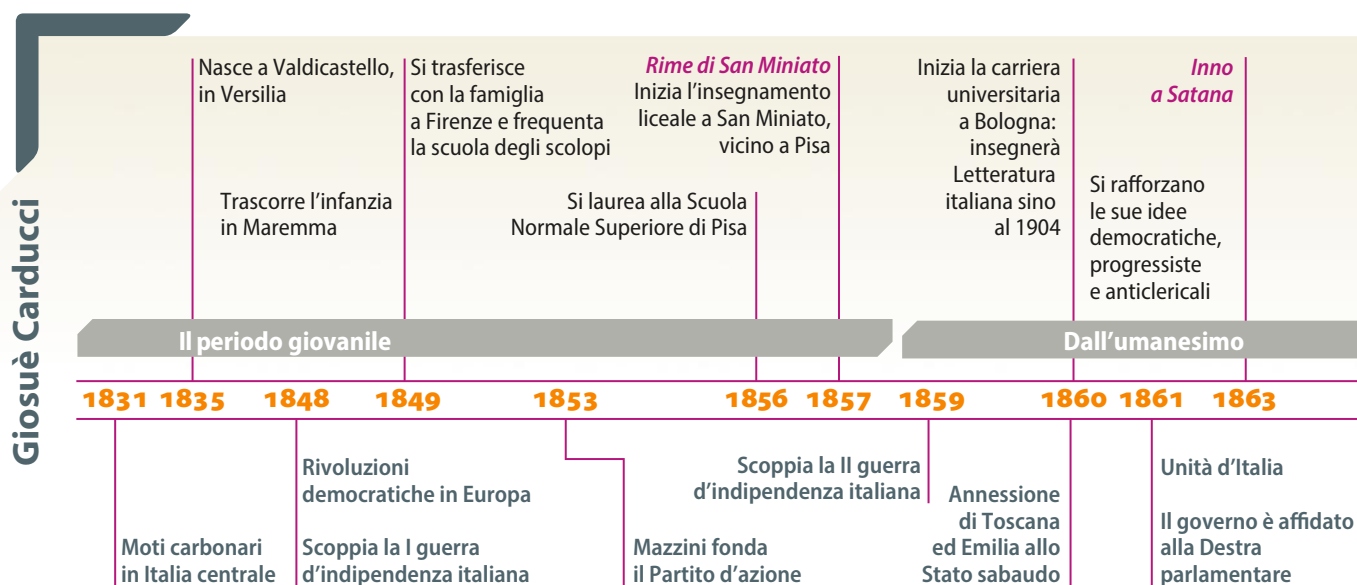 Giosuè Carducci
Nasce a Valdicastello,
in Versilia
Trascorre l'infanzia
in Maremma
Si trasferisce
con la famiglia
a Firenze e frequenta
la scuola degli scolopi
Si laurea alla Scuola
Normale Superiore di Pisa
Rime di San Miniato
Inizia l'insegnamento
liceale a San Miniato,
vicino a Pisa
Inizia la carriera
universitaria
a Bologna:
insegnerà
Letteratura
italiana sino
al 1904
Si rafforzano
le sue idee
democratiche,
progressiste
e anticlericali
Inno
a Satana
Il periodo giovanile
Dall'umanesimo
1831 1835 1848 1849 1853 1856 1857 1859 1860 1861 1863
Moti carbonari
in Italia centrale
Rivoluzioni
democratiche in Europa
Scoppia la I guerra
d'indipendenza italiana
Mazzini fonda
il Partito d'azione
Scoppia la II guerra
d'indipendenza italiana
Annessione
di Toscana
ed Emilia allo
Stato sabaudo
Unità d'Italia
Il governo è affidato
alla Destra
parlamentare